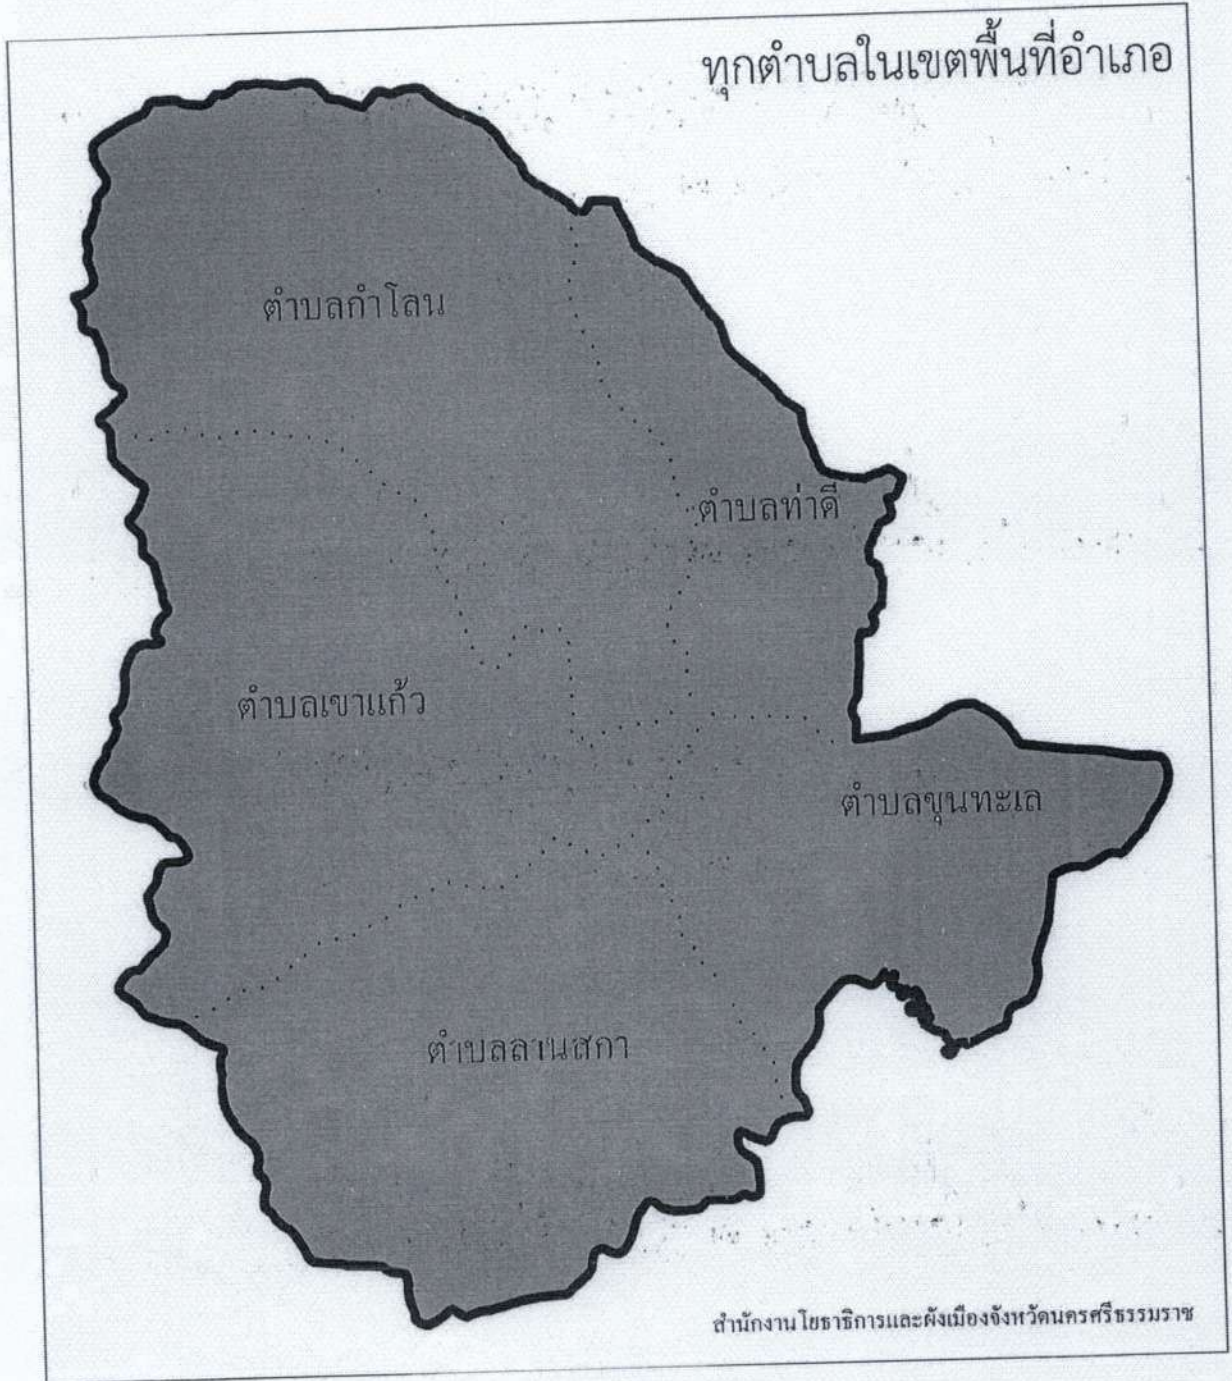 ทุกตำบลในเขตพื้นที่อำเภอ
ตำบลกำโลน
ตำบลท่าดี
ตำบลเขาแก้ว
ตำบลขุนทะเล
ตำบลลานสกา
สำนักงานโยธาธิการและผังเมืองจังหวัดนครศรีธรรมราช